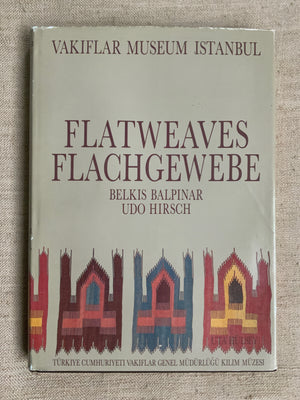 VAKIFLAR MUSEUM ISTANBUL
FLATWEAVES
FLACHGEWEBE
BELKIS BALPINAR
UDO HIRSCH
TÜRKİYE CUMHURİYETİ VAKIFLAR GENEL MÜDÜRLÜĞÜ KİLİM MÜZESİ